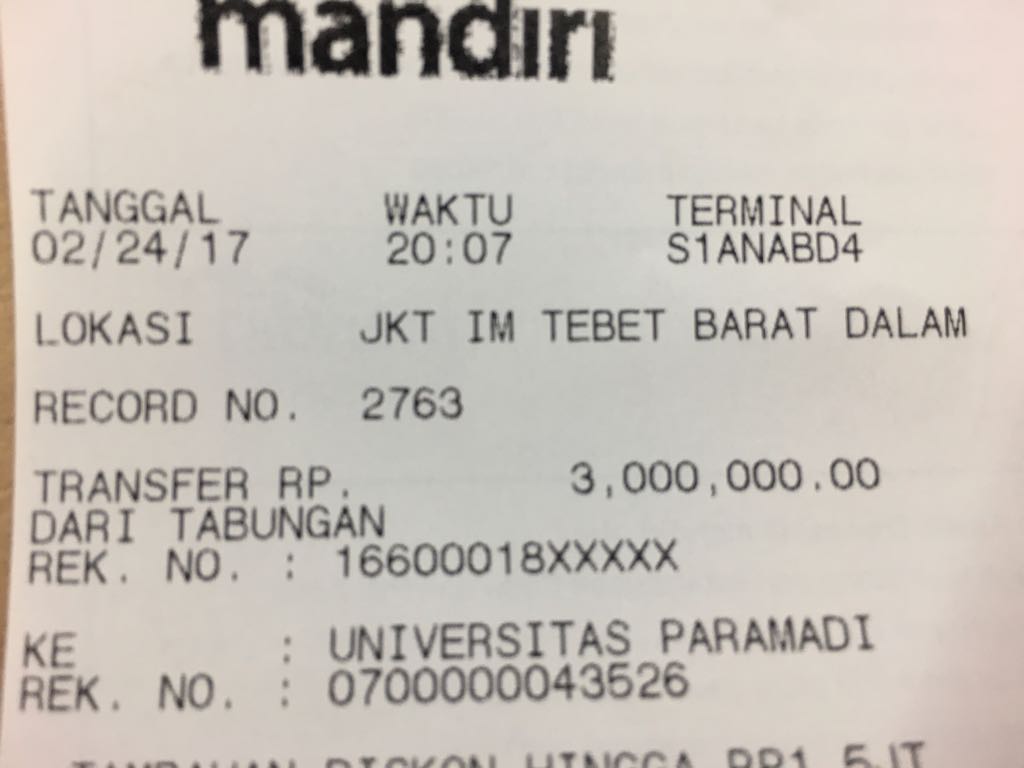 mandiri
TANGGAL WAKTU TERMINAL
02/24/17 20:07 S1ANABD4
LOKASI JKT IM TEBET BARAT DALAM
RECORD NO. 2763
TRANSFER RP. 3,000,000.00
DARI TABUNGAN
REK. NO. : 16600018XXXXX
KE : UNIVERSITAS PARAMADI
REK. NO. : 0700000043526
TAMBAHAN DISKON HINGGA RP1.5JT